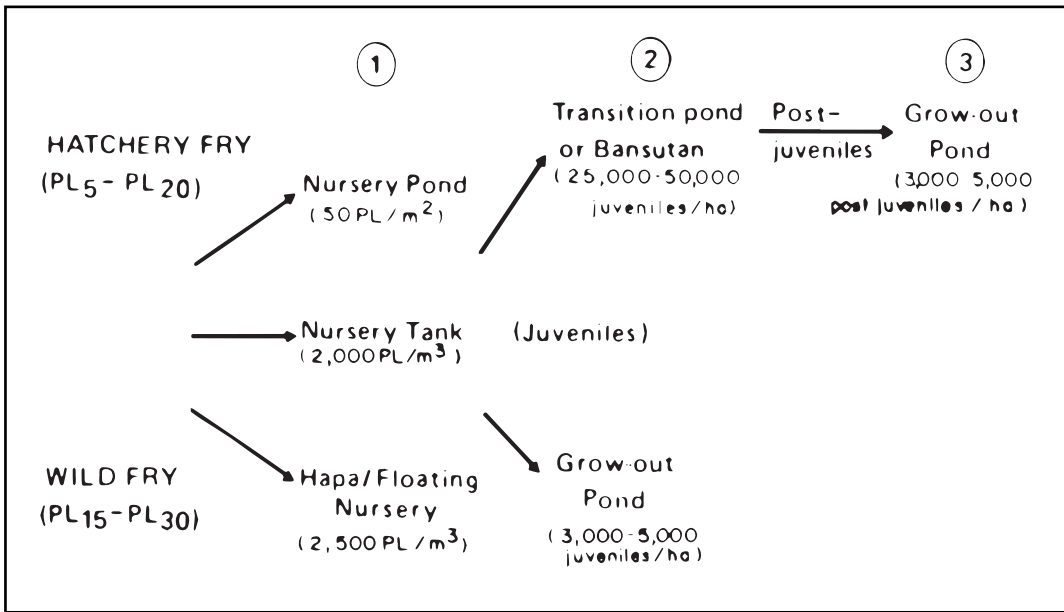 1
2
3
HATCHERY FRY
(PL5 - PL20)
Nursery Pond
(50 PL/m2)
Transition pond
or Bansutan
(25,000-50,000
juveniles/ha)
Post-
juveniles
Grow-out
Pond
(3,000 5,000
post juveniles / ha)
Nursery Tank
(2,000 PL/m3)
(Juveniles)
WILD FRY
(PL15-PL30)
Hapa/Floating
Nursery
(2,500 PL/m3)
Grow-out
Pond
(3,000-5,000
juveniles/ha)